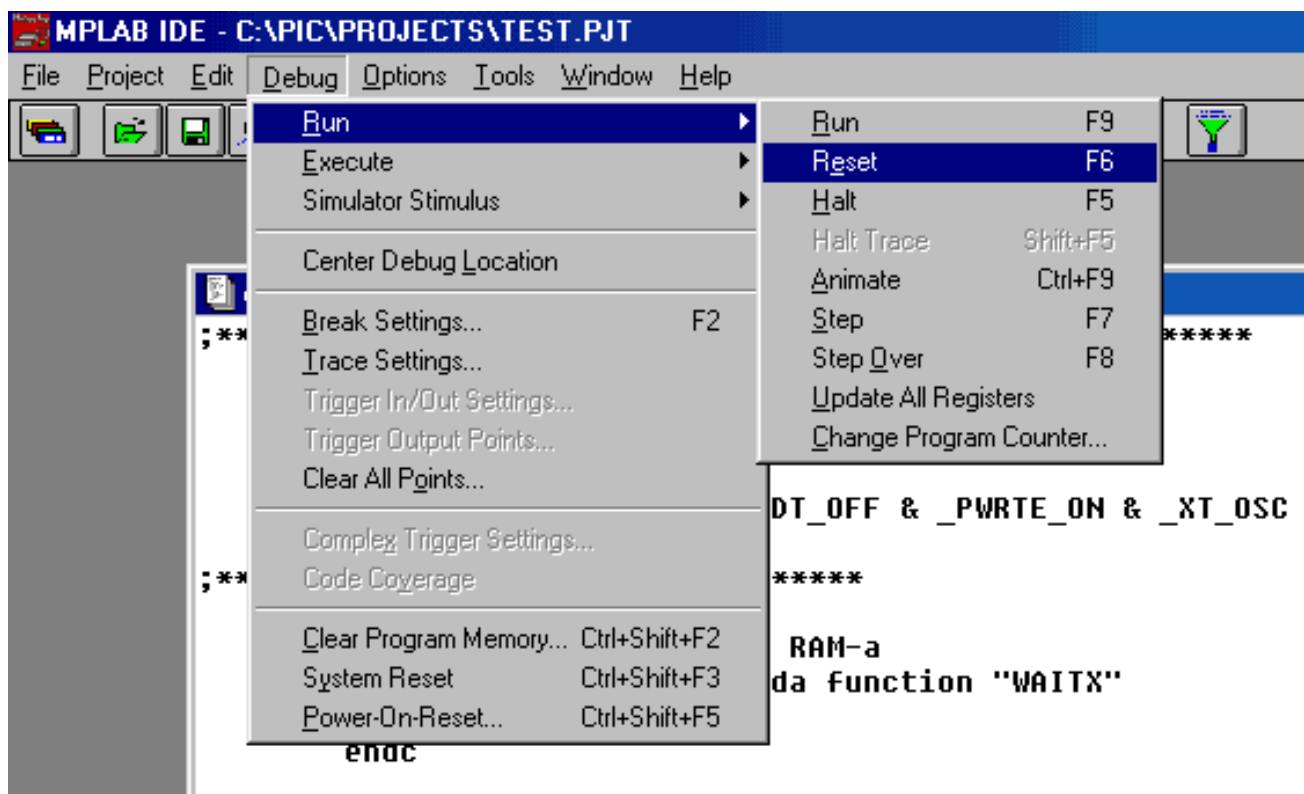 MPLAB IDE - C:\PIC\PROJECTS\TEST.PJT
File Project Edit Debug Options Tools Window Help
Run
Execute
Simulator Stimulus
Center Debug Location
Break Settings... F2
Trace Settings...
Trigger In/Out Settings...
Trigger Output Points...
Clear All Points...
Complex Trigger Settings...
Code Coverage
Clear Program Memory... Ctrl+Shift+F2
System Reset Ctrl+Shift+F3
Power-On-Reset... Ctrl+Shift+F5
Run F9
Reset F6
Halt F5
Halt Trace Shift+F5
Animate Ctrl+F9
Step F7
Step Over F8
Update All Registers
Change Program Counter...
;** *****
DT_OFF & _PWRTE_ON & _XT_OSC
;** *****
RAM-a
da function "WAITX"
endc